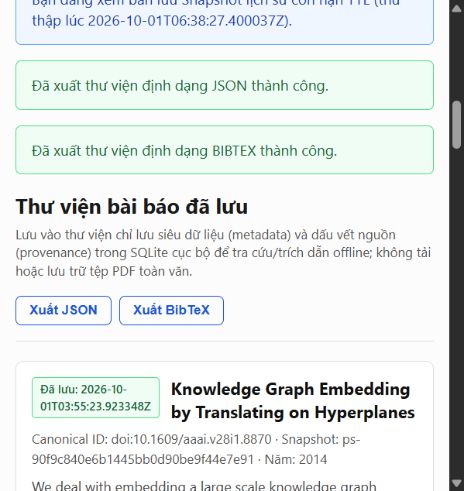 Bạn đang xem bản lưu Snapshot lịch sử còn hạn TTL (thu
thập lúc 2026-10-01T06:38:27.400037Z).
Đã xuất thư viện định dạng JSON thành công.
Đã xuất thư viện định dạng BIBTEX thành công.
Thư viện bài báo đã lưu
Lưu vào thư viện chỉ lưu siêu dữ liệu (metadata) và dấu vết nguồn
(provenance) trong SQLite cục bộ để tra cứu/trích dẫn offline; không tải
hoặc lưu trữ tệp PDF toàn văn.
Xuất JSON Xuất BibTeX
Đã lưu: 2026-10-
01T03:55:23.923348Z
Knowledge Graph Embedding
by Translating on Hyperplanes
Canonical ID: doi:10.1609/aaai.v28i1.8870 · Snapshot: ps-
90f9c840e6b1445bb0d90be9f44e7e91 · Năm: 2014
We deal with embedding a large scale knowledge graph